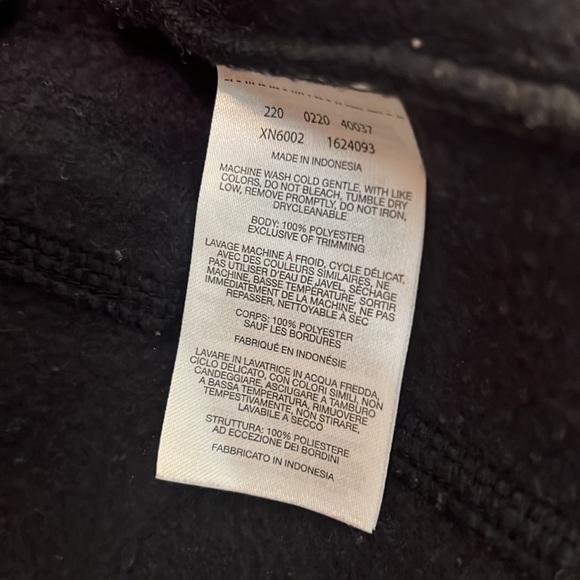 220 0220 40037
XN6002 1624093
MADE IN INDONESIA
MACHINE WASH COLD GENTLE, WITH LIKE
COLORS, DO NOT BLEACH, TUMBLE DRY
LOW, REMOVE PROMPTLY, DO NOT IRON,
DRYCLEANABLE
BODY: 100% POLYESTER
EXCLUSIVE OF TRIMMING
LAVAGE MACHINE À FROID, CYCLE DÉLICAT,
AVEC DES COULEURS SIMILAIRES, NE
PAS UTILISER D'EAU DE JAVEL, SÉCHAGE
MACHINE, BASSE TEMPÉRATURE, SORTIR
IMMÉDIATEMENT DE LA MACHINE, NE PAS
REPASSER, NETTOYABLE À SEC
CORPS: 100% POLYESTER
SAUF LES BORDURES
FABRIQUÉ EN INDONÉSIE
LAVARE IN LAVATRICE IN ACQUA FREDDA,
CICLO DELICATO, CON COLORI SIMILI, NON
CANDEGGIARE, ASCIUGARE A TAMBURO
A BASSA TEMPERATURA, RIMUOVERE
TEMPESTIVAMENTE, NON STIRARE,
LAVABILE A SECCO
STRUTTURA: 100% POLIESTERE
AD ECCEZIONE DEI BORDINI
FABBRICATO IN INDONESIA